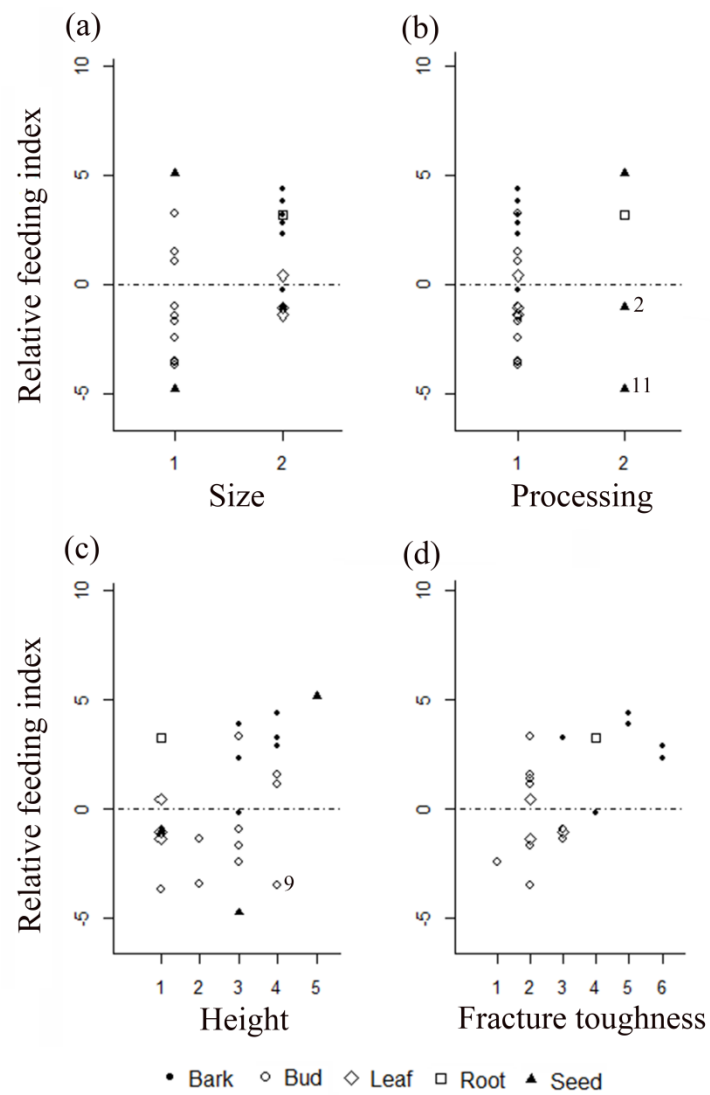 (a)
(b)
Relative feeding index
10
5
0
-5
1
2
Size
10
5
0
-5
2
11
1
2
Processing
(c)
(d)
Relative feeding index
10
5
0
-5
9
1 2 3 4 5
Height
10
5
0
-5
1 2 3 4 5 6
Fracture toughness
Bark Bud Leaf Root Seed